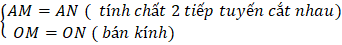 {AM = AN ( tính chất 2 tiếp tuyến cắt nhau)
OM = ON ( bán kính)